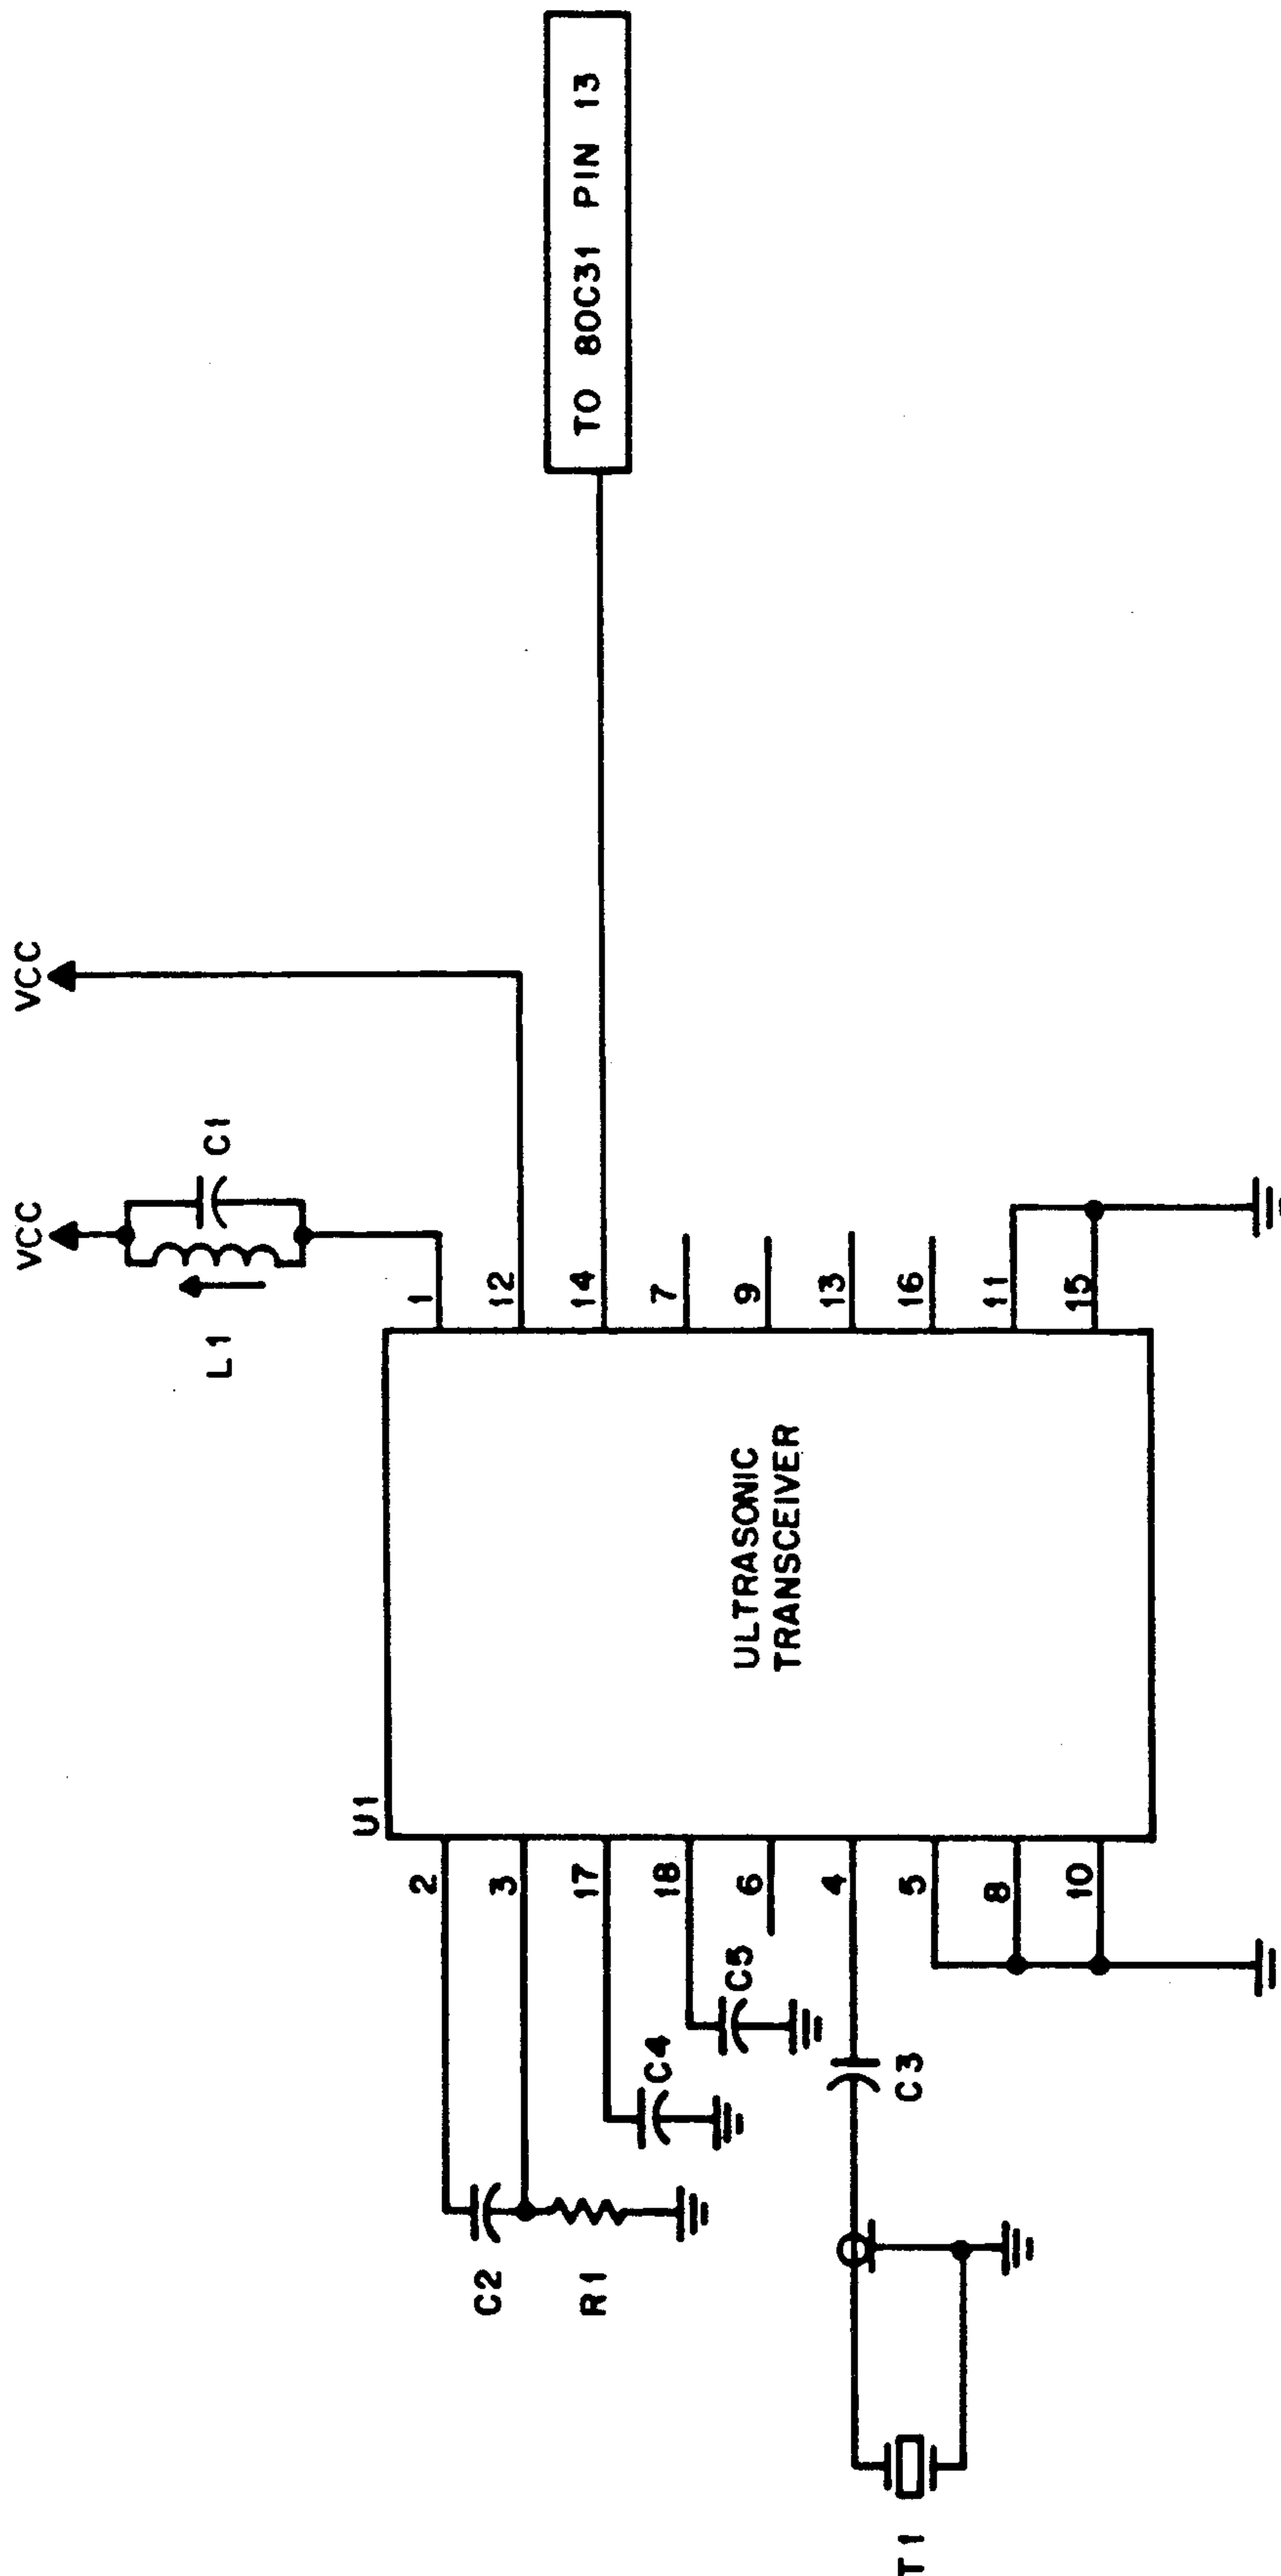 VCC
VCC
L1
C1
U1
2
3
17
18
6
4
5
8
10
1
12
14
7
9
13
16
11
15
ULTRASONIC
TRANSCEIVER
TO 80C31 PIN 13
C2
R1
C4
C5
C3
T1